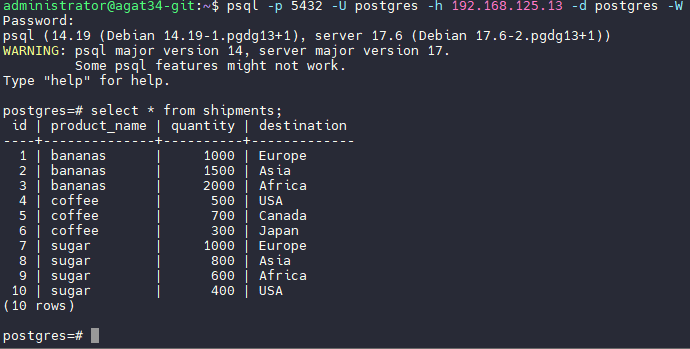 administrator@agat34-git:~$ psql -p 5432 -U postgres -h 192.168.125.13 -d postgres -W
Password:
psql (14.19 (Debian 14.19-1.pgdg13+1), server 17.6 (Debian 17.6-2.pgdg13+1))
WARNING: psql major version 14, server major version 17.
         Some psql features might not work.
Type "help" for help.

postgres=# select * from shipments;
 id | product_name | quantity | destination
----+--------------+----------+-------------
  1 | bananas      |     1000 | Europe
  2 | bananas      |     1500 | Asia
  3 | bananas      |     2000 | Africa
  4 | coffee       |      500 | USA
  5 | coffee       |      700 | Canada
  6 | coffee       |      300 | Japan
  7 | sugar        |     1000 | Europe
  8 | sugar        |      800 | Asia
  9 | sugar        |      600 | Africa
 10 | sugar        |      400 | USA
(10 rows)

postgres=#